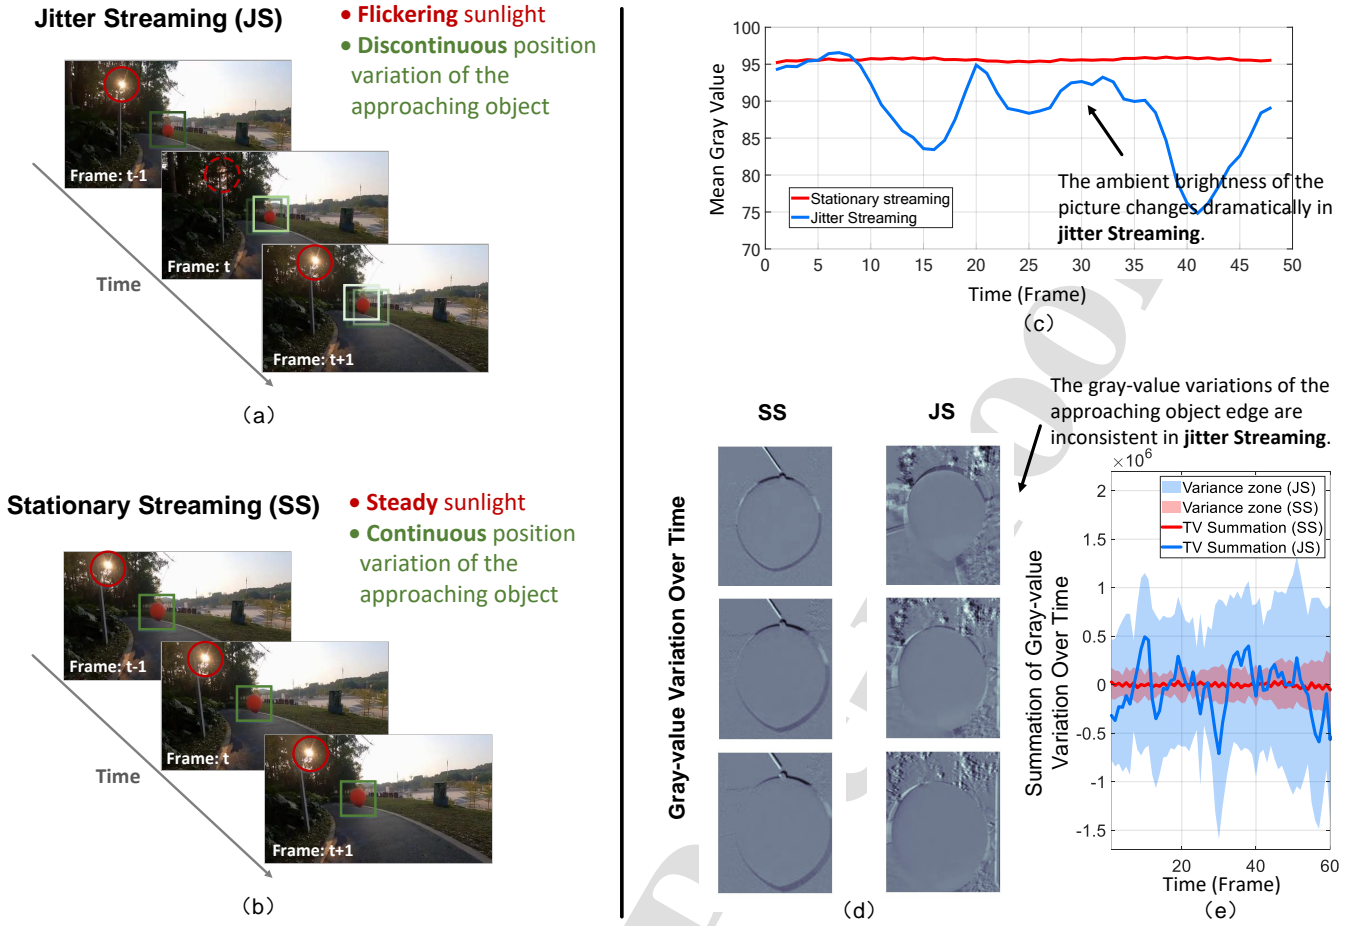 Jitter Streaming (JS)
• Flickering sunlight
• Discontinuous position
variation of the
approaching object
Frame: t-1
Frame: t
Frame: t+1
Time
(a)
Stationary Streaming (SS)
• Steady sunlight
• Continuous position
variation of the
approaching object
Frame: t-1
Frame: t
Frame: t+1
Time
(b)
Mean Gray Value
100
95
90
85
80
75
70
0
5
10
15
20
25
30
35
40
45
50
Stationary streaming
Jitter Streaming
The ambient brightness of the
picture changes dramatically in
jitter Streaming.
Time (Frame)
(c)
SS
JS
Gray-value Variation Over Time
(d)
The gray-value variations of the
approaching object edge are
inconsistent in jitter Streaming.
×10^6
Variance zone (JS)
Variance zone (SS)
TV Summation (SS)
TV Summation (JS)
Summation of Gray-value
Variation Over Time
2
1
0.5
0
-0.5
-1
-1.5
20
40
60
Time (Frame)
(e)